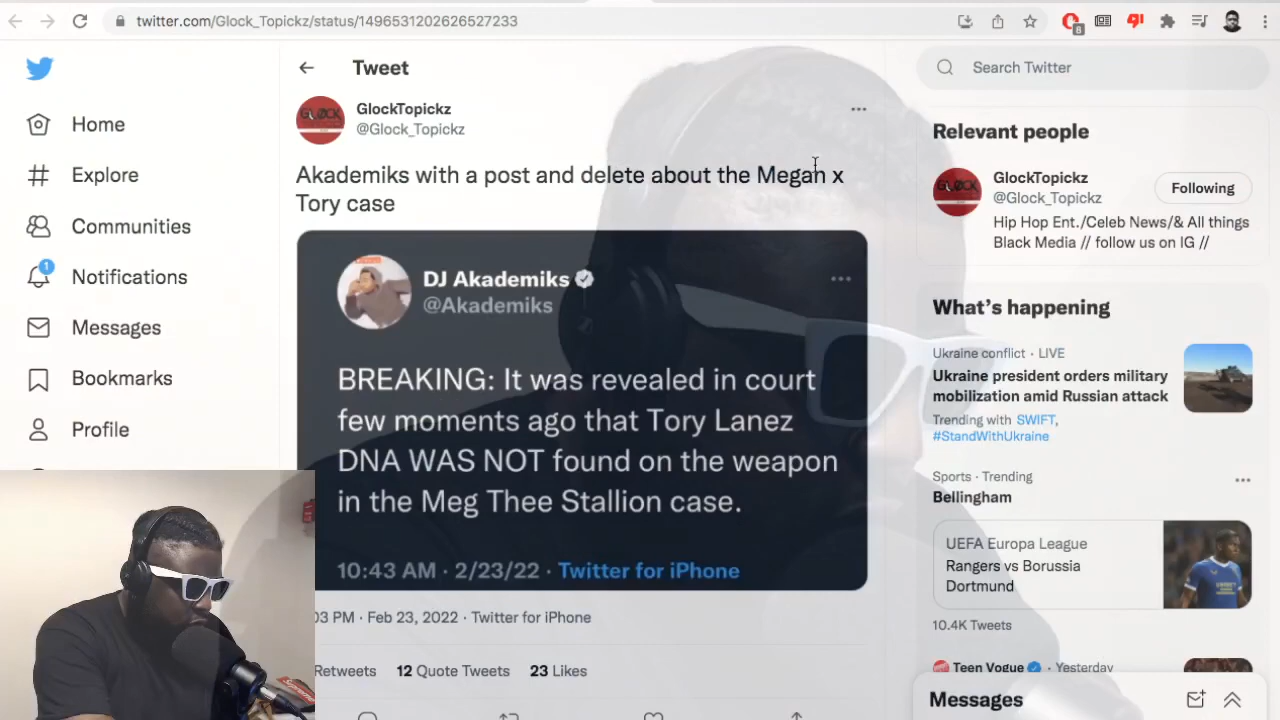 twitter.com/Glock_Topickz/status/1496531202626527233
8
Home
Explore
Communities
1
Notifications
Messages
Bookmarks
Profile
Tweet
GlockTopickz
@Glock_Topickz
Akademiks with a post and delete about the Megan x
Tory case
DJ Akademiks
@Akademiks
BREAKING: It was revealed in court
few moments ago that Tory Lanez
DNA WAS NOT found on the weapon
in the Meg Thee Stallion case.
10:43 AM · 2/23/22 · Twitter for iPhone
03 PM · Feb 23, 2022 · Twitter for iPhone
Retweets 12 Quote Tweets 23 Likes
Search Twitter
Relevant people
GlockTopickz
@Glock_Topickz
Following
Hip Hop Ent./Celeb News/& All things
Black Media // follow us on IG //
What's happening
Ukraine conflict · LIVE
Ukraine president orders military
mobilization amid Russian attack
Trending with SWIFT,
#StandWithUkraine
Sports · Trending
Bellingham
UEFA Europa League
Rangers vs Borussia
Dortmund
10.4K Tweets
Teen Vogue · Yesterday
Messages